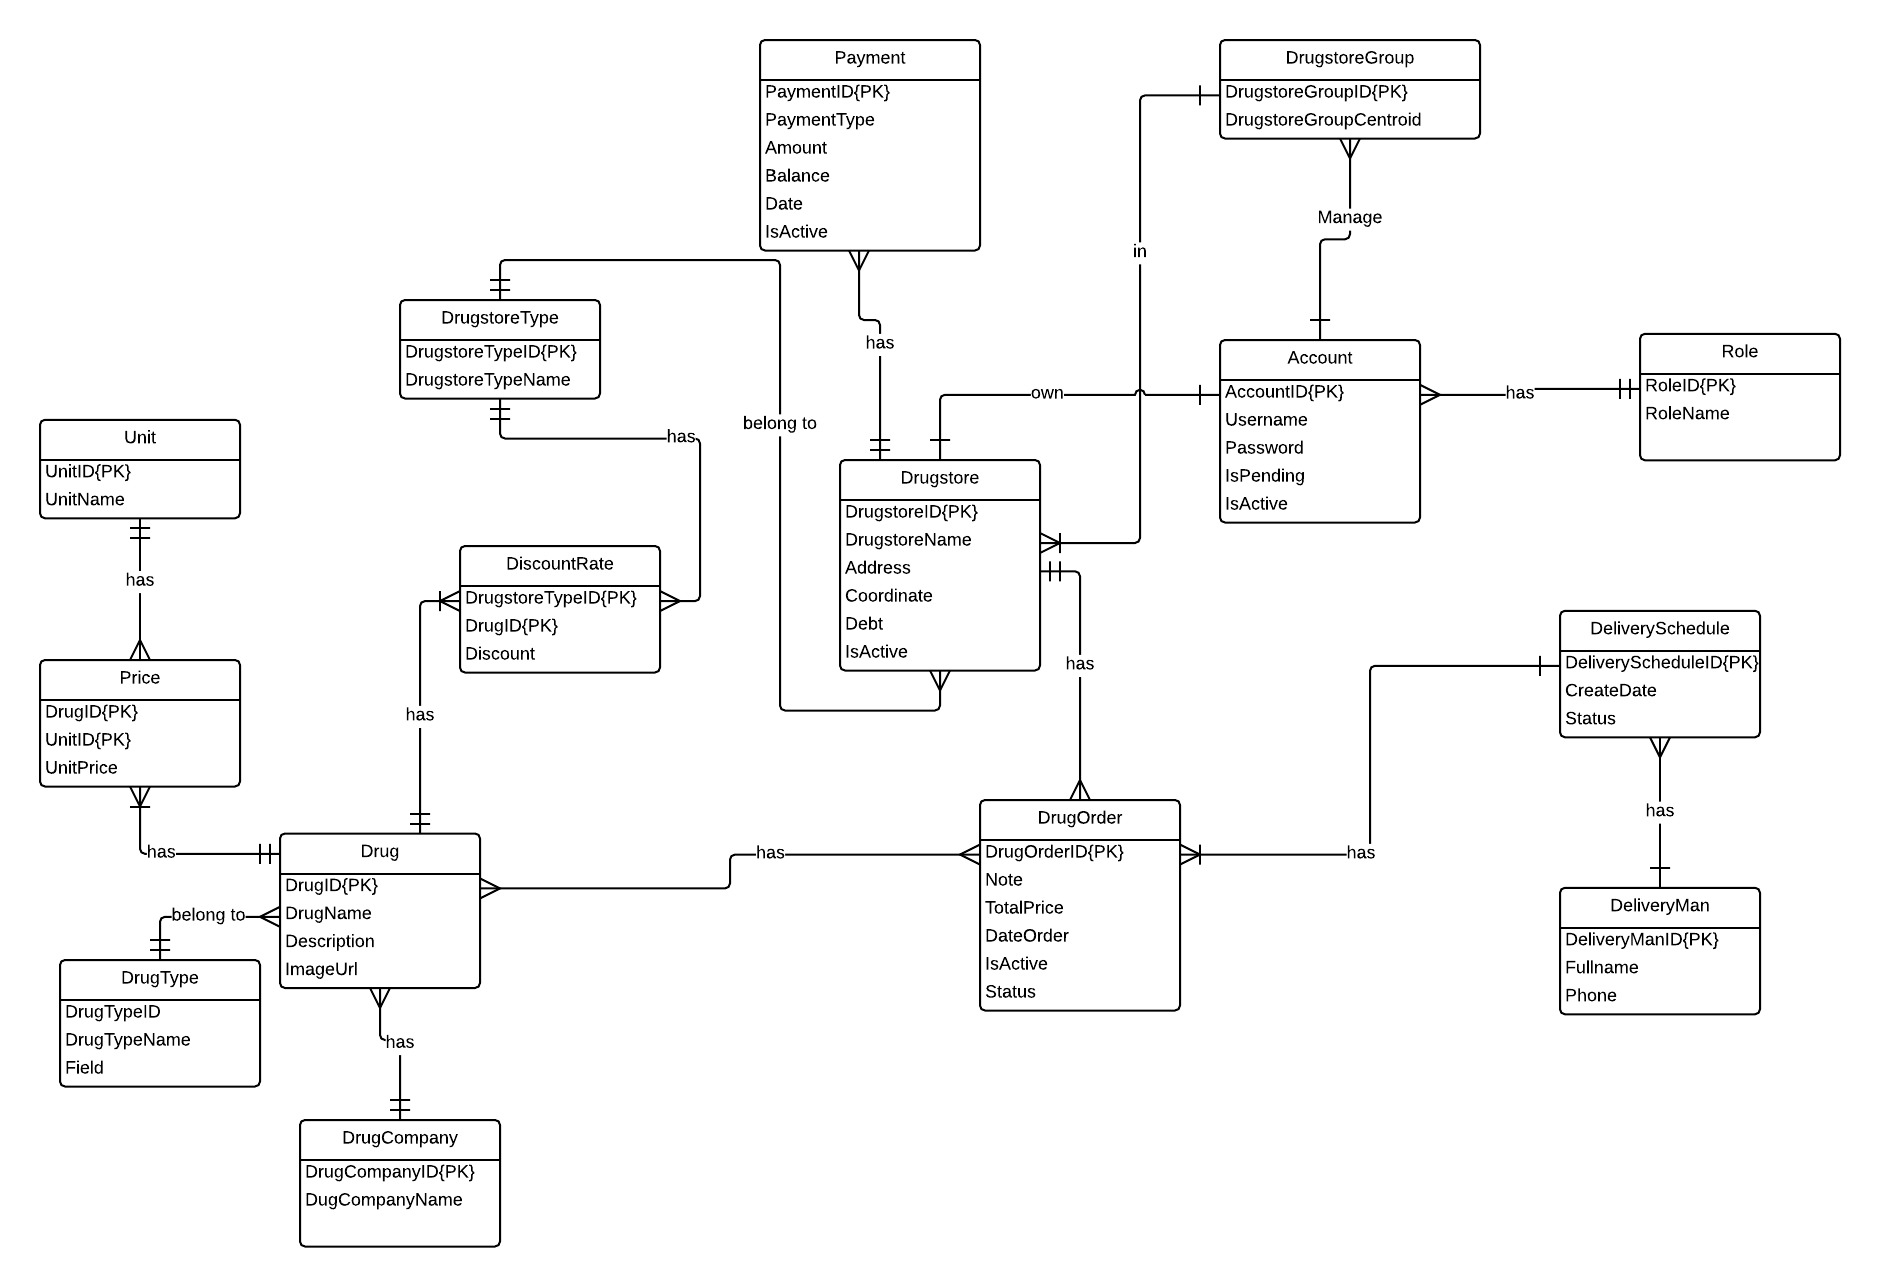 Payment
PaymentID{PK}
PaymentType
Amount
Balance
Date
IsActive
DrugstoreGroup
DrugstoreGroupID{PK}
DrugstoreGroupCentroid
Manage
in
has
DrugstoreType
DrugstoreTypeID{PK}
DrugstoreTypeName
has
belong to
own
Account
AccountID{PK}
Username
Password
IsPending
IsActive
has
Role
RoleID{PK}
RoleName
Unit
UnitID{PK}
UnitName
has
Drugstore
DrugstoreID{PK}
DrugstoreName
Address
Coordinate
Debt
IsActive
DiscountRate
DrugstoreTypeID{PK}
DrugID{PK}
Discount
has
has
Price
DrugID{PK}
UnitID{PK}
UnitPrice
has
DeliverySchedule
DeliveryScheduleID{PK}
CreateDate
Status
has
Drug
DrugID{PK}
DrugName
Description
ImageUrl
has
DrugOrder
DrugOrderID{PK}
Note
TotalPrice
DateOrder
IsActive
Status
has
DeliveryMan
DeliveryManID{PK}
Fullname
Phone
belong to
DrugType
DrugTypeID
DrugTypeName
Field
has
DrugCompany
DrugCompanyID{PK}
DugCompanyName